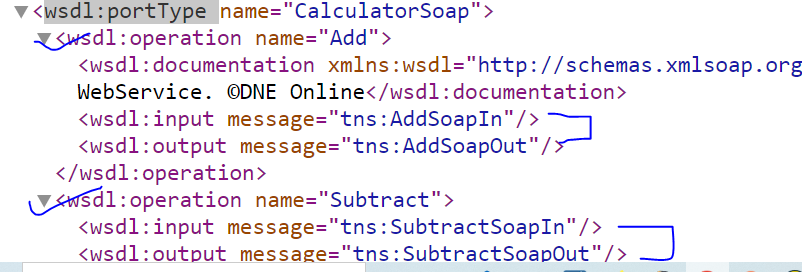 <wsdl:portType name="CalculatorSoap">
<wsdl:operation name="Add">
<wsdl:documentation xmlns:wsdl="http://schemas.xmlsoap.org
WebService. ©DNE Online</wsdl:documentation>
<wsdl:input message="tns:AddSoapIn"/>
<wsdl:output message="tns:AddSoapOut"/>
</wsdl:operation>
<wsdl:operation name="Subtract">
<wsdl:input message="tns:SubtractSoapIn"/>
<wsdl:output message="tns:SubtractSoapOut"/>